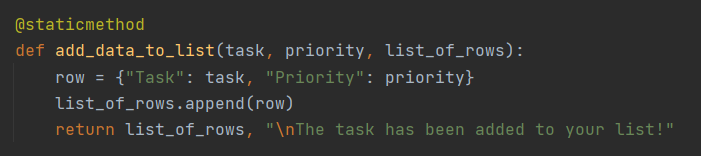 @staticmethod
def add_data_to_list(task, priority, list_of_rows):
    row = {"Task": task, "Priority": priority}
    list_of_rows.append(row)
    return list_of_rows, "\nThe task has been added to your list!"